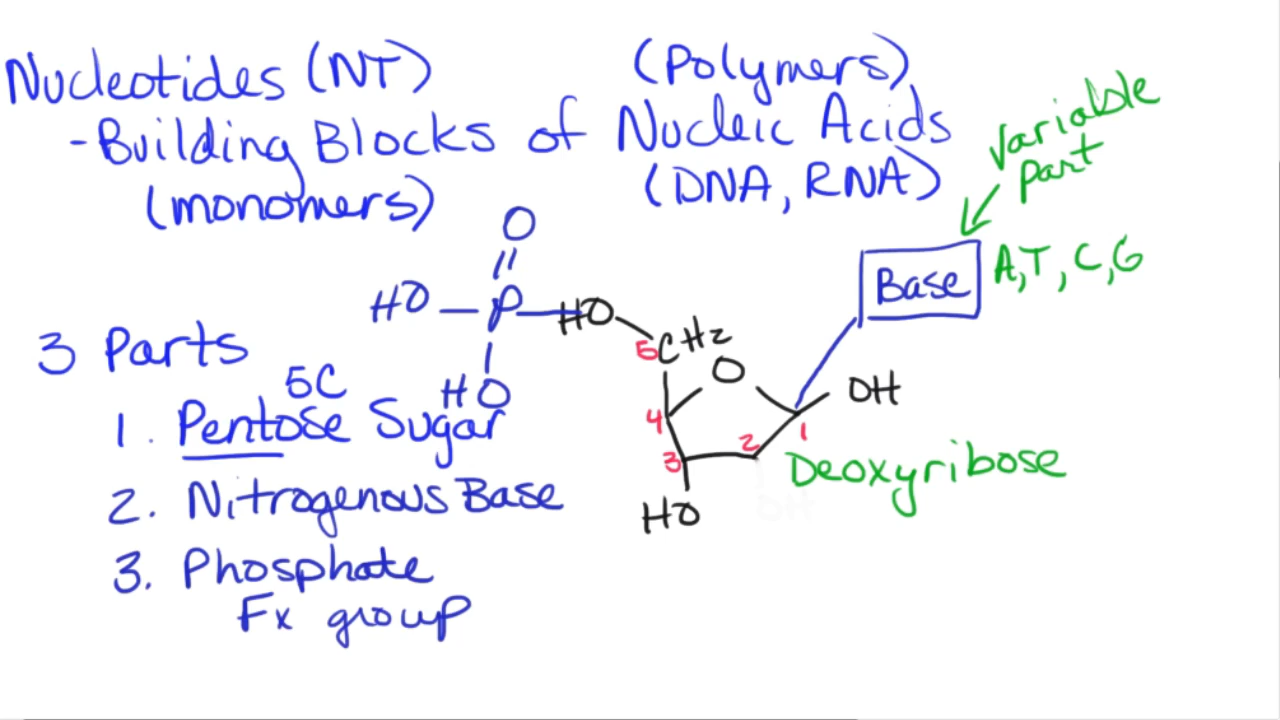 Nucleotides (NT)
(Polymers)
-Building Blocks of Nucleic Acids
(monomers)
(DNA, RNA)
variable
part
Base
A,T, C,G
O
HO
P
HO
HO
5
CH2
O
OH
4
3
2
1
HO
OH
Deoxyribose
3 Parts
5C
1. Pentose Sugar
2. Nitrogenous Base
3. Phosphate
Fx group